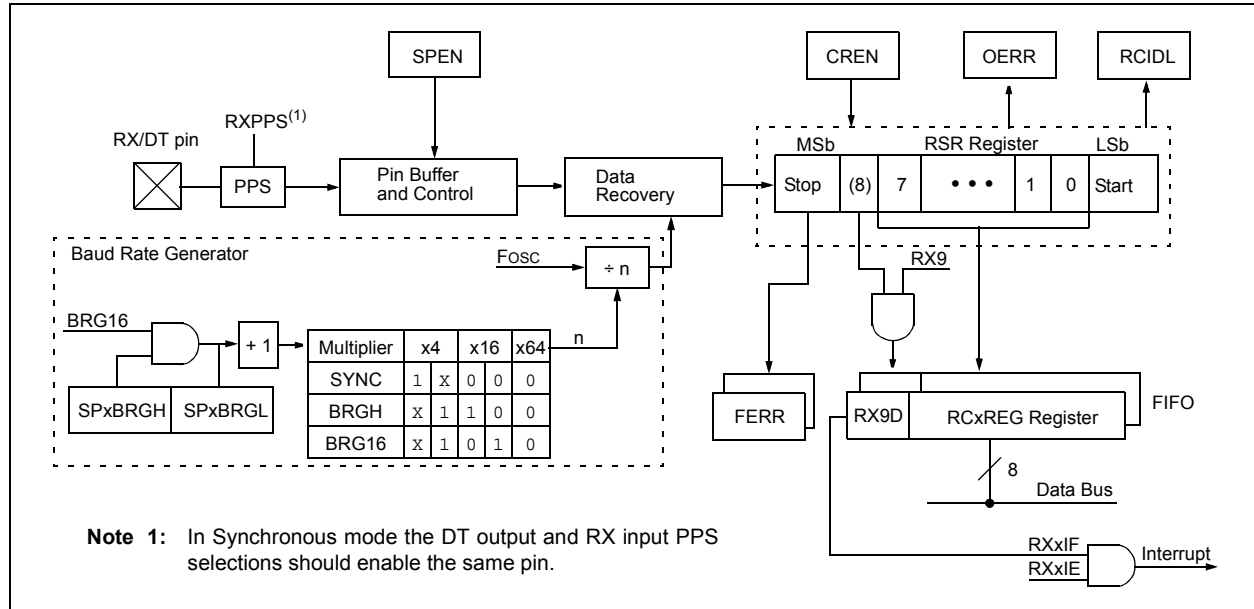 SPEN
CREN
OERR
RCIDL
RXPPS(1)
RX/DT pin
PPS
Pin Buffer
and Control
Data
Recovery
MSb
RSR Register
LSb
Stop (8) 7 • • • 1 0 Start
Baud Rate Generator
FOSC
÷ n
RX9
BRG16
+ 1
n
Multiplier x4 x16 x64
SYNC 1 X 0 0 0
BRGH X 1 1 0 0
BRG16 X 1 0 1 0
SPxBRGH SPxBRGL
FERR
RX9D RCxREG Register
FIFO
8
Data Bus
Note 1: In Synchronous mode the DT output and RX input PPS
selections should enable the same pin.
RXxIF
RXxIE
Interrupt